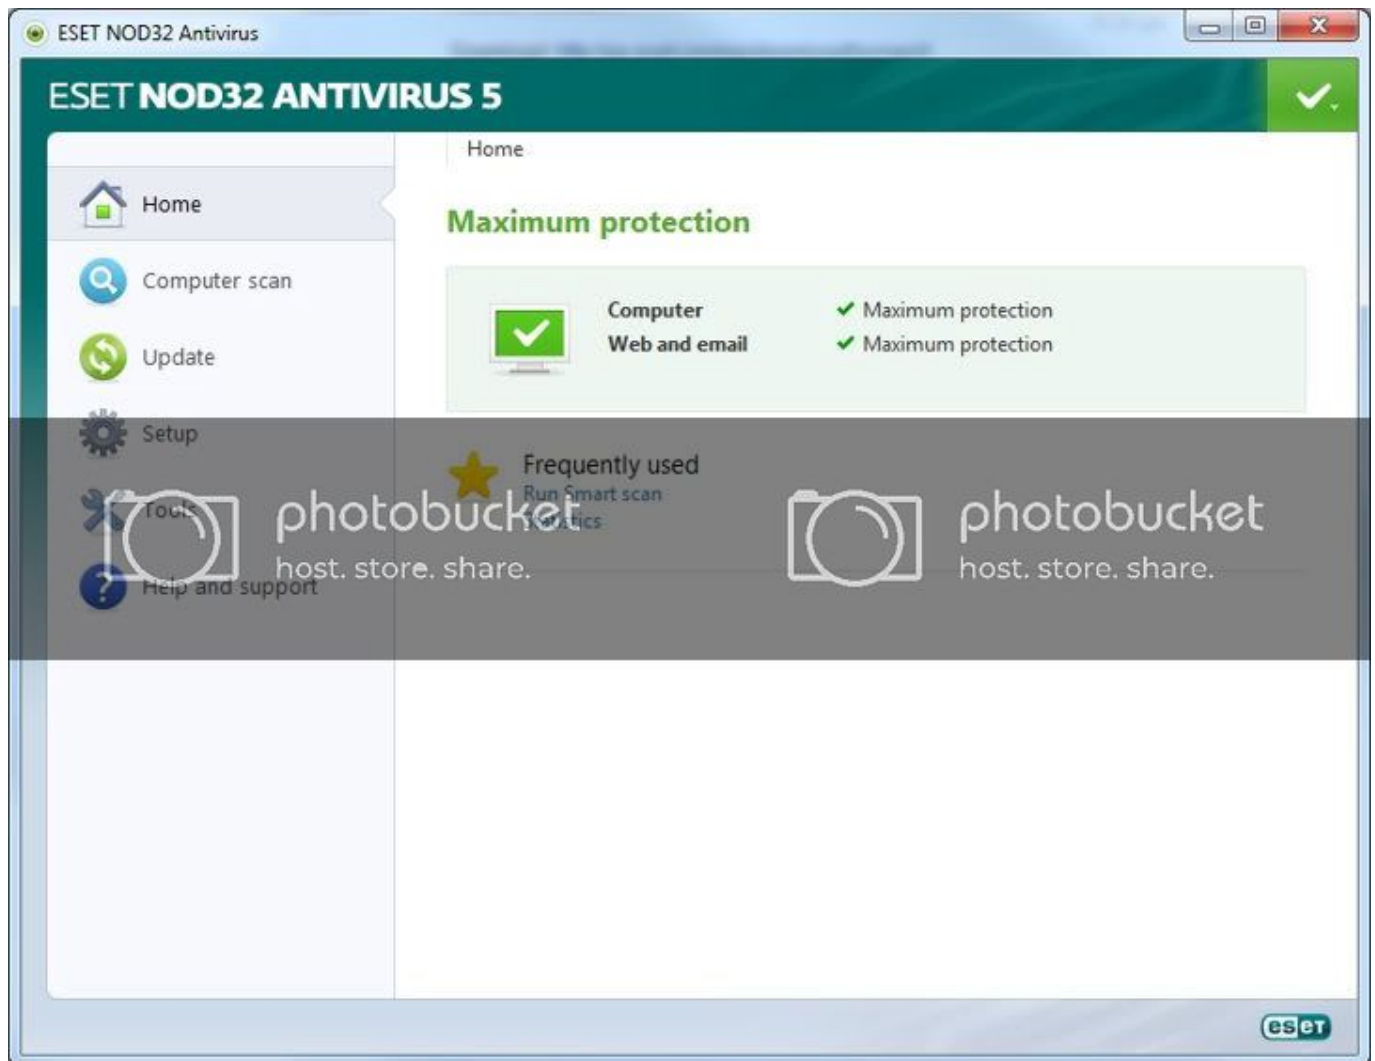 ESET NOD32 Antivirus
ESET NOD32 ANTIVIRUS 5
Home
Home
Maximum protection
Computer scan
Computer
Maximum protection
Web and email
Maximum protection
Update
Setup
Frequently used
Run Smart scan
Statistics
Tools
photobucket
host. store. share.
photobucket
host. store. share.
Help and support
eset